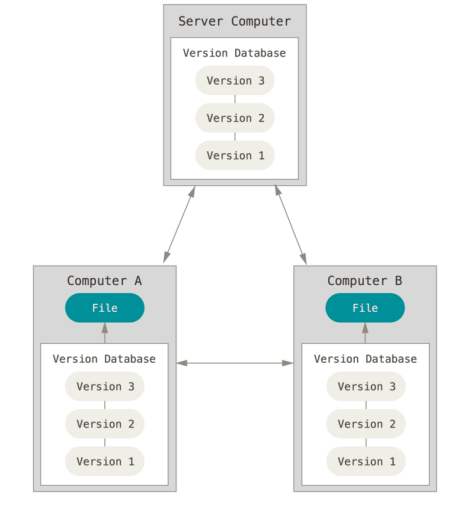 Server Computer
Version Database
Version 3
Version 2
Version 1
Computer A
File
Version Database
Version 3
Version 2
Version 1
Computer B
File
Version Database
Version 3
Version 2
Version 1